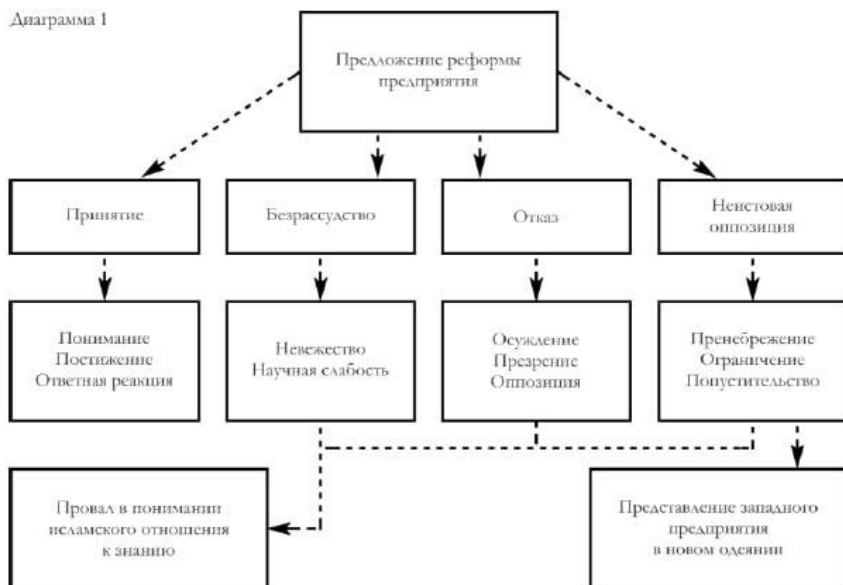 Диаграмма 1
Предложение реформы
предприятия
Принятие
Безрассудство
Отказ
Неистовая
оппозиция
Понимание
Постижение
Ответная реакция
Невежество
Научная слабость
Осуждение
Презрение
Оппозиция
Пренебрежение
Ограничение
Попустительство
Провал в понимании
исламского отношения
к знанию
Представление западного
предприятия
в новом одеянии